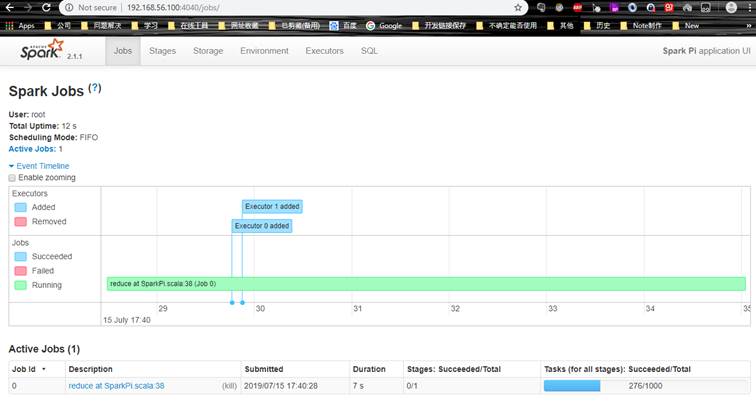 不安全 | 192.168.56.100:4040/jobs/
公司 问题解决 学习 在线工具 网址收藏 已剪藏(备用) 百度 Google 开发链接保存 不确定能否使用 其他 历史 Note制作 New
APACHE Spark 2.1.1 Jobs Stages Storage Environment Executors SQL Spark Pi application UI
Spark Jobs (?)
User: root
Total Uptime: 12 s
Scheduling Mode: FIFO
Active Jobs: 1
Event Timeline
Enable zooming
Executors
Added
Removed
Executor 1 added
Executor 0 added
Jobs
Succeeded
Failed
Running
reduce at SparkPi.scala:38 (Job 0)
29 30 31 32 33 34 35
15 July 17:40
Active Jobs (1)
Job Id ▾ Description Submitted Duration Stages: Succeeded/Total Tasks (for all stages): Succeeded/Total
0 reduce at SparkPi.scala:38 (kill) 2019/07/15 17:40:28 7 s 0/1 276/1000